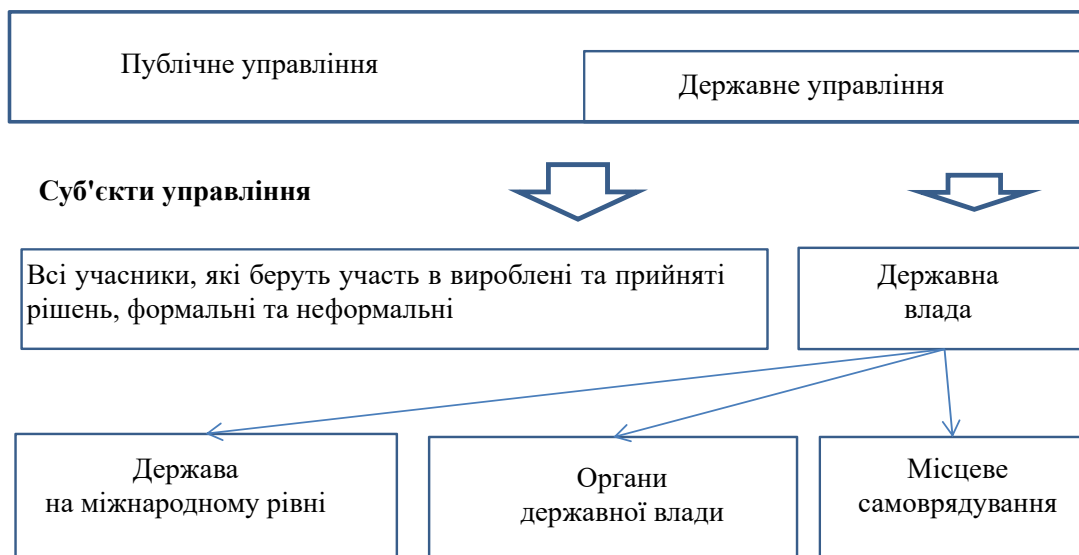 Публічне управління
Державне управління
Суб'єкти управління
Всі учасники, які беруть участь в вироблені та прийняті
рішень, формальні та неформальні
Державна
влада
Держава
на міжнародному рівні
Органи
державної влади
Місцеве
самоврядування